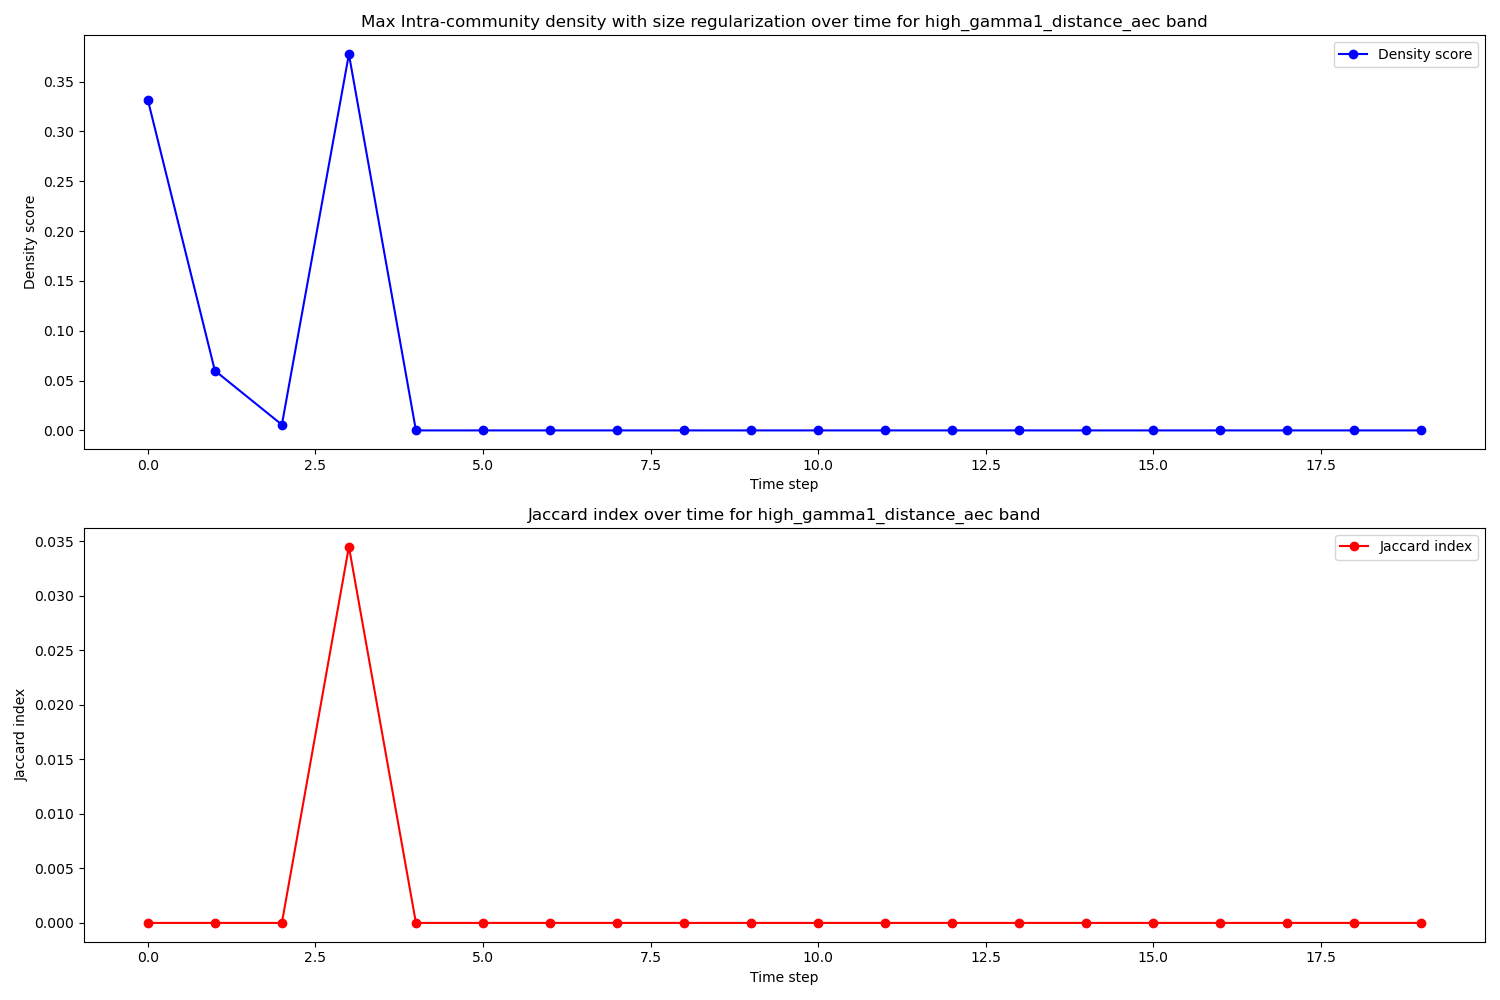 Max Intra-community density with size regularization over time for high_gamma1_distance_aec band
Density score
0.35
0.30
0.25
0.20
0.15
0.10
0.05
0.00
Density score
0.0 2.5 5.0 7.5 10.0 12.5 15.0 17.5
Time step
Jaccard index over time for high_gamma1_distance_aec band
Jaccard index
0.035
0.030
0.025
0.020
0.015
0.010
0.005
0.000
Jaccard index
0.0 2.5 5.0 7.5 10.0 12.5 15.0 17.5
Time step